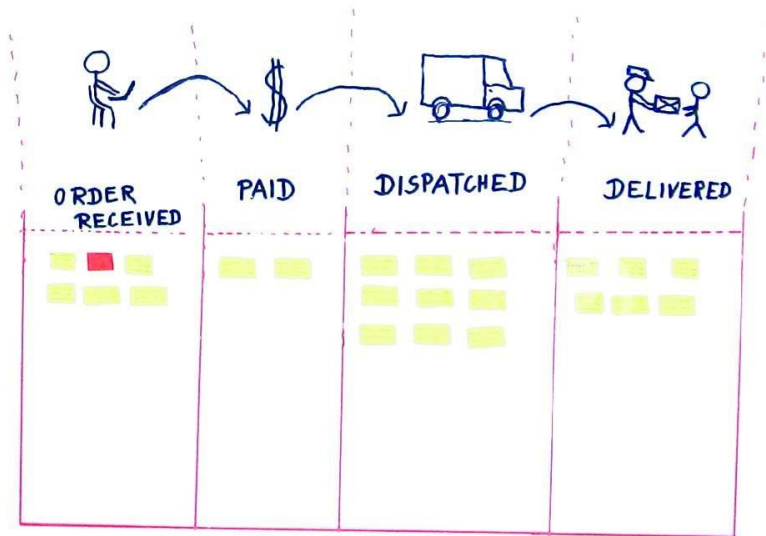 $
ORDER
RECEIVED
PAID
DISPATCHED
DELIVERED